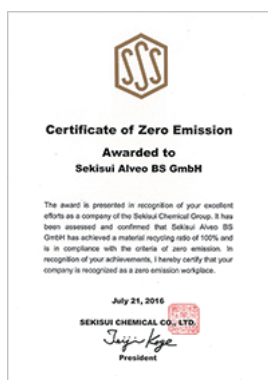 SSS
Certificate of Zero Emission
Awarded to
Sekisui Alveo BS GmbH
The award is presented in recognition of your excellent
efforts as a company of the Sekisui Chemical Group. It has
been assessed and confirmed that Sekisui Alveo BS
GmbH has achieved a material recycling ratio of 100% and
is in compliance with the criteria of zero emission. In
recognition of your achievements, I hereby certify that your
company is recognized as a zero emission workplace.
July 21, 2016
SEKISUI CHEMICAL CO., LTD.
President